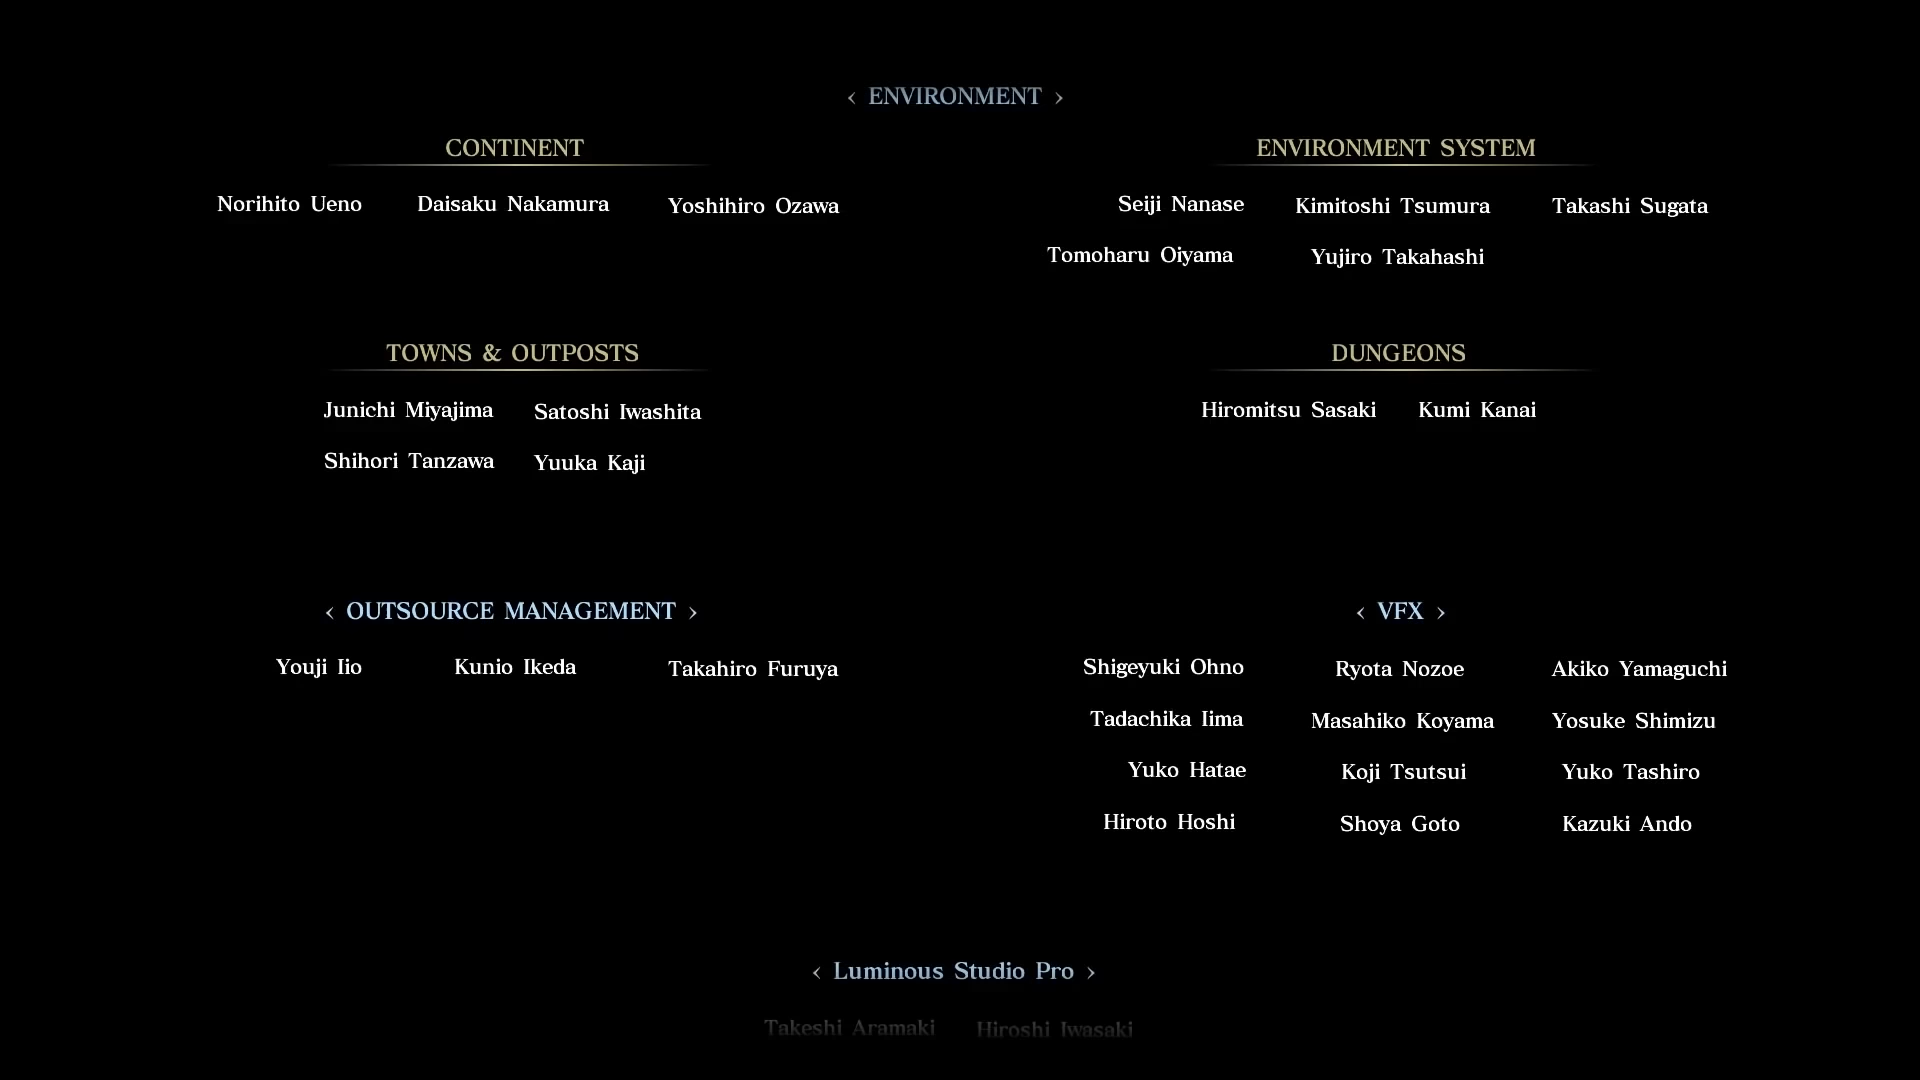 ‹ ENVIRONMENT ›
CONTINENT
Norihito Ueno Daisaku Nakamura Yoshihiro Ozawa
ENVIRONMENT SYSTEM
Seiji Nanase Kimitoshi Tsumura Takashi Sugata
Tomoharu Oiyama Yujiro Takahashi
TOWNS & OUTPOSTS
Junichi Miyajima Satoshi Iwashita
Shihori Tanzawa Yuuka Kaji
DUNGEONS
Hiromitsu Sasaki Kumi Kanai
‹ OUTSOURCE MANAGEMENT ›
Youji Iio Kunio Ikeda Takahiro Furuya
‹ VFX ›
Shigeyuki Ohno Ryota Nozoe Akiko Yamaguchi
Tadachika Iima Masahiko Koyama Yosuke Shimizu
Yuko Hatae Koji Tsutsui Yuko Tashiro
Hiroto Hoshi Shoya Goto Kazuki Ando
‹ Luminous Studio Pro ›
Takeshi Aramaki Hiroshi Iwasaki